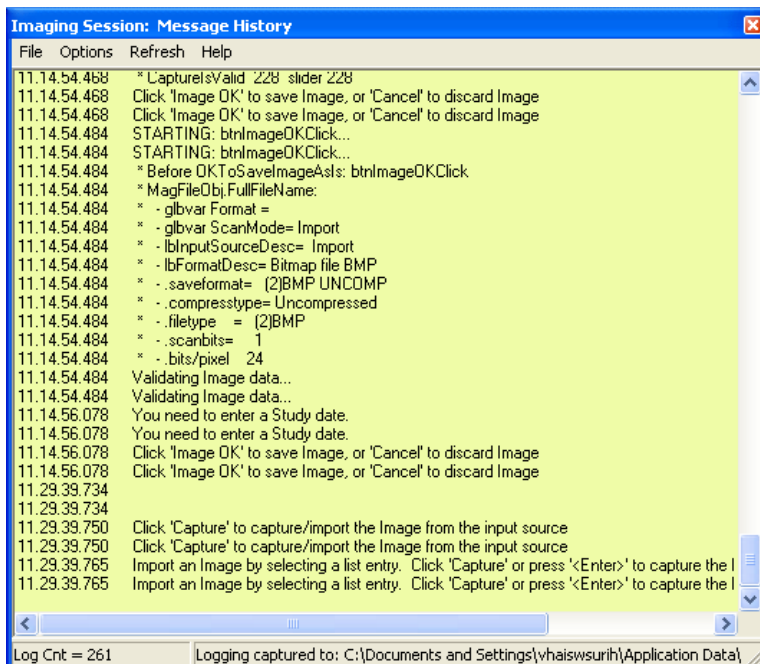 Imaging Session: Message History
File Options Refresh Help
11.14.54.468 * CaptureIsValid 228 slider 228
11.14.54.468 Click 'Image OK' to save Image, or 'Cancel' to discard Image
11.14.54.468 Click 'Image OK' to save Image, or 'Cancel' to discard Image
11.14.54.484 STARTING: btnImageOKClick...
11.14.54.484 STARTING: btnImageOKClick...
11.14.54.484 * Before OKToSaveImageAsIs: btnImageOKClick
11.14.54.484 * MagFileObj.FullFileName:
11.14.54.484 * - glbvar Format =
11.14.54.484 * - glbvar ScanMode= Import
11.14.54.484 * - lbInputSourceDesc= Import
11.14.54.484 * - lbFormatDesc= Bitmap file BMP
11.14.54.484 * - .saveformat= (2)BMP UNCOMP
11.14.54.484 * - .compresstype= Uncompressed
11.14.54.484 * - .filetype = (2)BMP
11.14.54.484 * - .scanbits= 1
11.14.54.484 * - .bits/pixel 24
11.14.54.484 Validating Image data...
11.14.54.484 Validating Image data...
11.14.56.078 You need to enter a Study date.
11.14.56.078 You need to enter a Study date.
11.14.56.078 Click 'Image OK' to save Image, or 'Cancel' to discard Image
11.14.56.078 Click 'Image OK' to save Image, or 'Cancel' to discard Image
11.29.39.734
11.29.39.734
11.29.39.750 Click 'Capture' to capture/import the Image from the input source
11.29.39.750 Click 'Capture' to capture/import the Image from the input source
11.29.39.765 Import an Image by selecting a list entry. Click 'Capture' or press '<Enter>' to capture the I
11.29.39.765 Import an Image by selecting a list entry. Click 'Capture' or press '<Enter>' to capture the I
Log Cnt = 261 Logging captured to: C:\Documents and Settings\vhaiswsurih\Application Data\